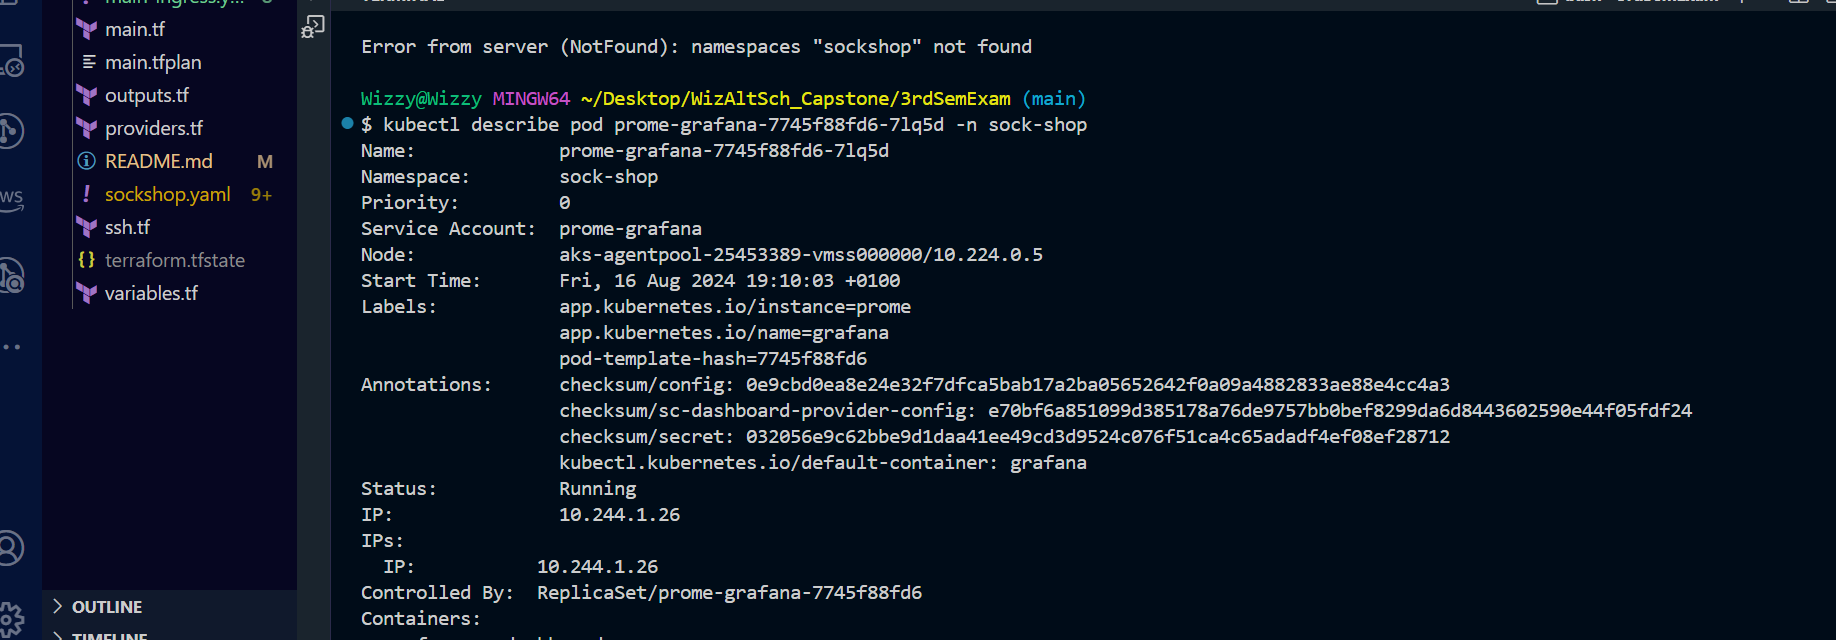 main-ingress.y...
main.tf
main.tfplan
outputs.tf
providers.tf
README.md M
sockshop.yaml 9+
ssh.tf
terraform.tfstate
variables.tf
OUTLINE
TIMELINE
Error from server (NotFound): namespaces "sockshop" not found
Wizzy@Wizzy MINGW64 ~/Desktop/WizAltSch_Capstone/3rdSemExam (main)
$ kubectl describe pod prome-grafana-7745f88fd6-7lq5d -n sock-shop
Name: prome-grafana-7745f88fd6-7lq5d
Namespace: sock-shop
Priority: 0
Service Account: prome-grafana
Node: aks-agentpool-25453389-vmss000000/10.224.0.5
Start Time: Fri, 16 Aug 2024 19:10:03 +0100
Labels: app.kubernetes.io/instance=prome
app.kubernetes.io/name=grafana
pod-template-hash=7745f88fd6
Annotations: checksum/config: 0e9cbd0ea8e24e32f7dfca5bab17a2ba05652642f0a09a4882833ae88e4cc4a3
checksum/sc-dashboard-provider-config: e70bf6a851099d385178a76de9757bb0bef8299da6d8443602590e44f05fdf24
checksum/secret: 032056e9c62bbe9d1daa41ee49cd3d9524c076f51ca4c65adadf4ef08ef28712
kubectl.kubernetes.io/default-container: grafana
Status: Running
IP: 10.244.1.26
IPs:
IP: 10.244.1.26
Controlled By: ReplicaSet/prome-grafana-7745f88fd6
Containers: